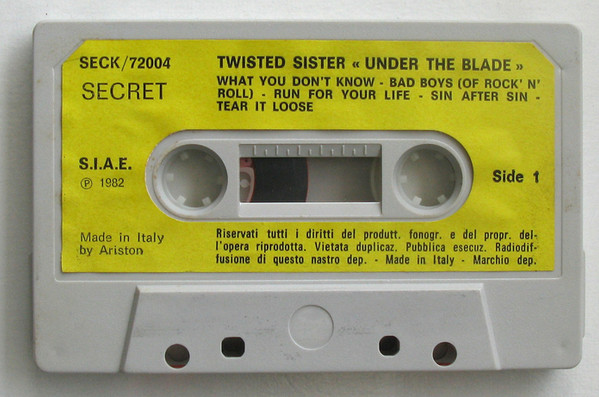 SECK/72004
SECRET
TWISTED SISTER « UNDER THE BLADE »
WHAT YOU DON'T KNOW - BAD BOYS (OF ROCK' N'
ROLL) - RUN FOR YOUR LIFE - SIN AFTER SIN -
TEAR IT LOOSE
S.I.A.E.
Ⓟ 1982
Side 1
Made in Italy
by Ariston
Riservati tutti i diritti del produtt. fonogr. e del propr. del-
l'opera riprodotta. Vietata duplicaz. Pubblica esecuz. Radiodif-
fusione di questo nastro dep. - Made in Italy - Marchio dep.